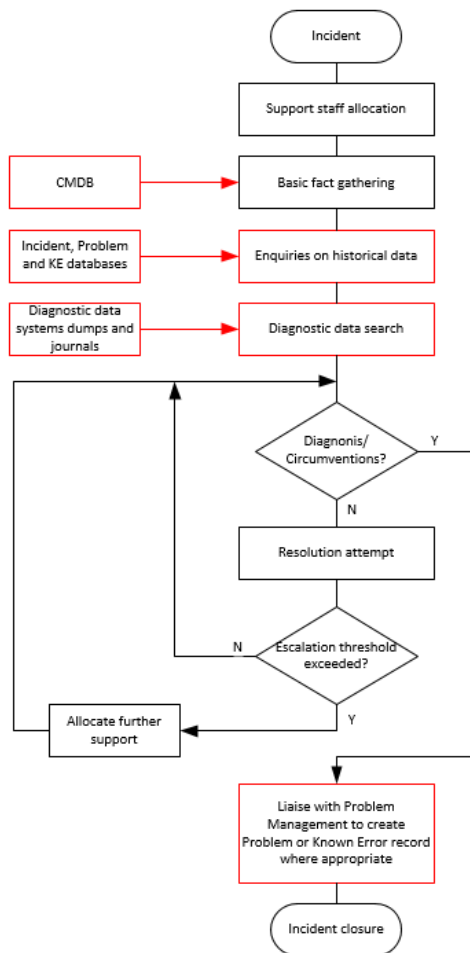 Incident
Support staff allocation
CMDB
Basic fact gathering
Incident, Problem
and KE databases
Enquiries on historical data
Diagnostic data
systems dumps and
journals
Diagnostic data search
Diagnonis/
Circumventions?
Y
N
Resolution attempt
Escalation threshold
exceeded?
N
Y
Allocate further
support
Liaise with Problem
Management to create
Problem or Known Error record
where appropriate
Incident closure